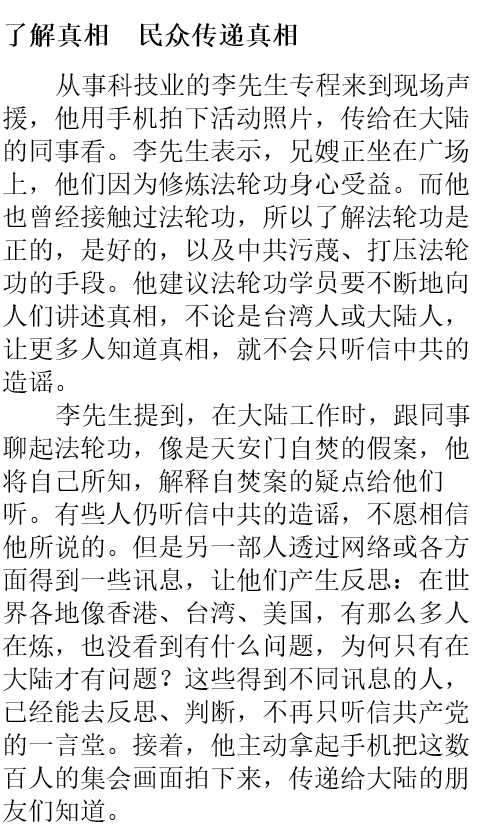 了解真相　民众传递真相
从事科技业的李先生专程来到现场声
援，他用手机拍下活动照片，传给在大陆
的同事看。李先生表示，兄嫂正坐在广场
上，他们因为修炼法轮功身心受益。而他
也曾经接触过法轮功，所以了解法轮功是
正的，是好的，以及中共污蔑、打压法轮
功的手段。他建议法轮功学员要不断地向
人们讲述真相，不论是台湾人或大陆人，
让更多人知道真相，就不会只听信中共的
造谣。
李先生提到，在大陆工作时，跟同事
聊起法轮功，像是天安门自焚的假案，他
将自己所知，解释自焚案的疑点给他们
听。有些人仍听信中共的造谣，不愿相信
他所说的。但是另一部人透过网络或各方
面得到一些讯息，让他们产生反思：在世
界各地像香港、台湾、美国，有那么多人
在炼，也没看到有什么问题，为何只有在
大陆才有问题？这些得到不同讯息的人，
已经能去反思、判断，不再只听信共产党
的一言堂。接着，他主动拿起手机把这数
百人的集会画面拍下来，传递给大陆的朋
友们知道。